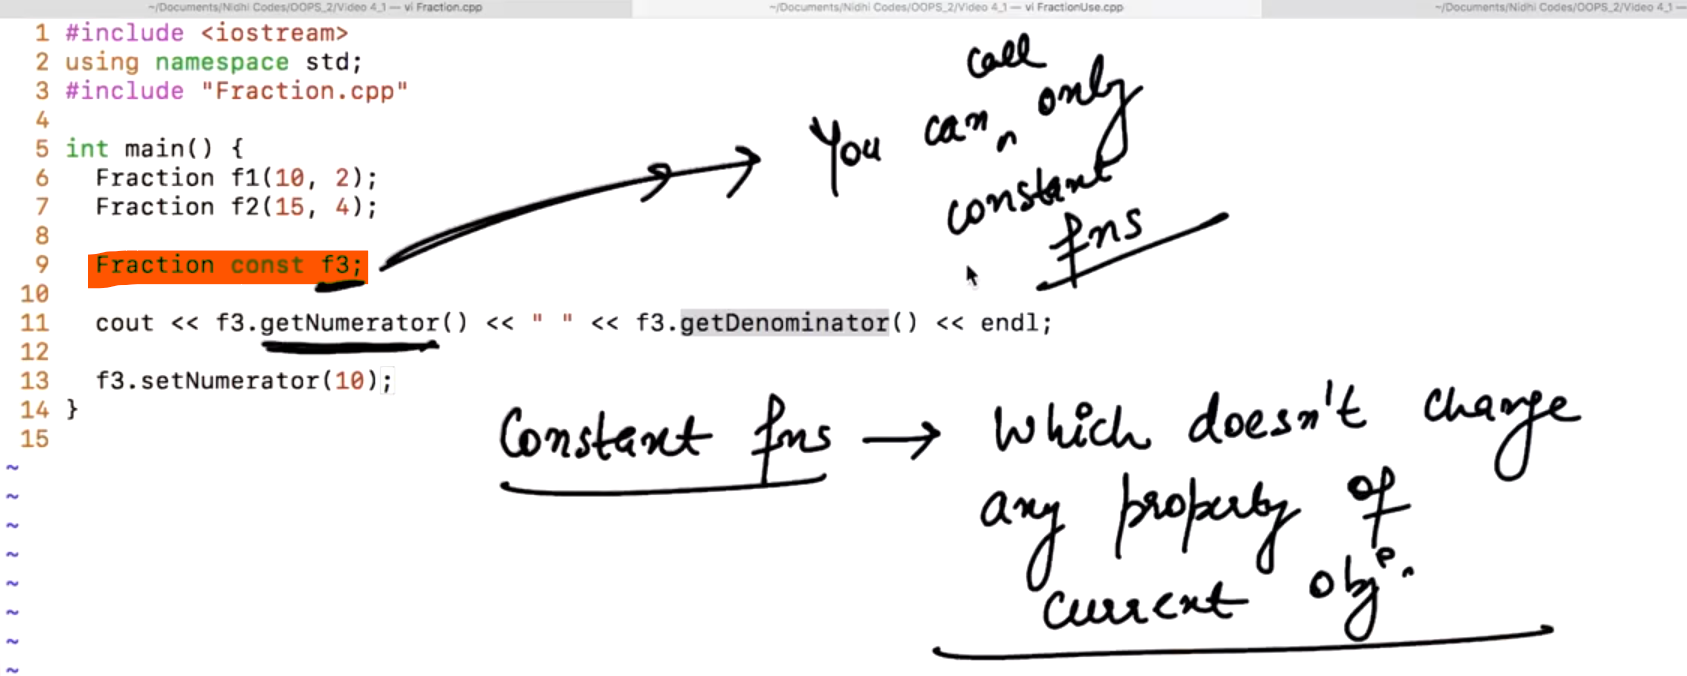 ~/Documents/Nidhi Codes/OOPS_2/Video 4_1 — vi Fraction.cpp
~/Documents/Nidhi Codes/OOPS_2/Video 4_1 — vi FractionUse.cpp
~/Documents/Nidhi Codes/OOPS_2/Video 4_1 —
1 #include <iostream>
2 using namespace std;
3 #include "Fraction.cpp"
4
5 int main() {
6 Fraction f1(10, 2);
7 Fraction f2(15, 4);
8
9 Fraction const f3;
10
11 cout << f3.getNumerator() << " " << f3.getDenominator() << endl;
12
13 f3.setNumerator(10);
14 }
15
~
~
~
~
~
~
~
~
call
You can ^ only
constant
fns
Constant fns → Which doesn't change
any property of
current obje.